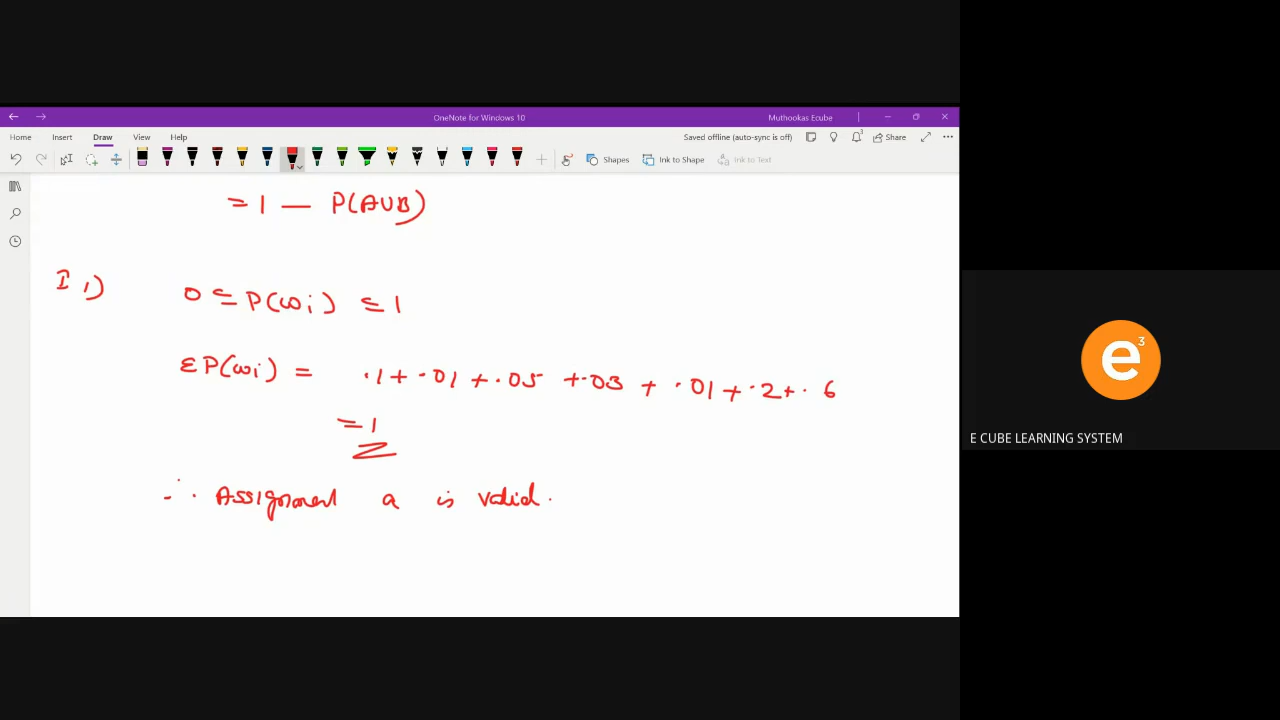 OneNote for Windows 10
Muthookas Ecube
Home Insert Draw View Help
Saved offline (auto-sync is off)
Share
Shapes
Ink to Shape
Ink to Text
= 1 — P(AUB)
I 1)
0 ≤ P(ωi) ≤ 1
ΣP(ωi) = .1 + .01 + .05 + .03 + .01 + .2 + .6
= 1
∴ Assignment a is valid.
e3
E CUBE LEARNING SYSTEM